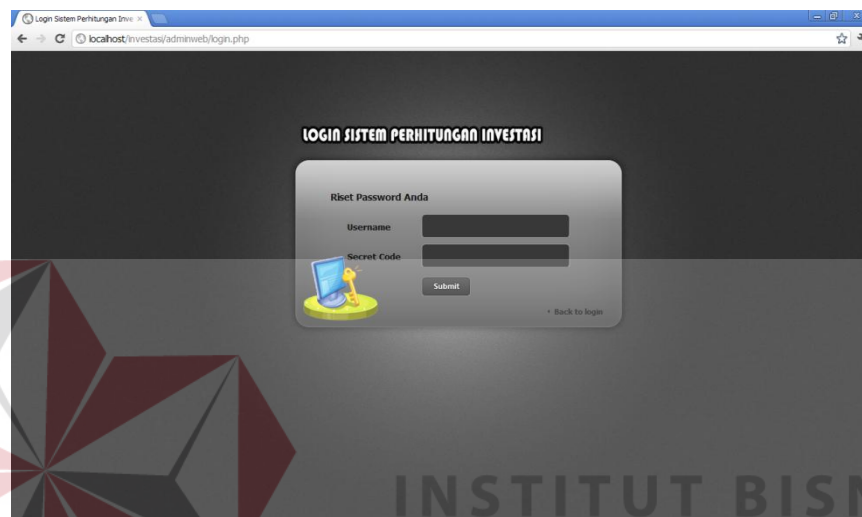 Login Sistem Perhitungan Inve
localhost/investasi/adminweb/login.php
LOGIN SISTEM PERHITUNGAN INVESTASI
Riset Password Anda
Username
Secret Code
Submit
Back to login
INSTITUT BISN